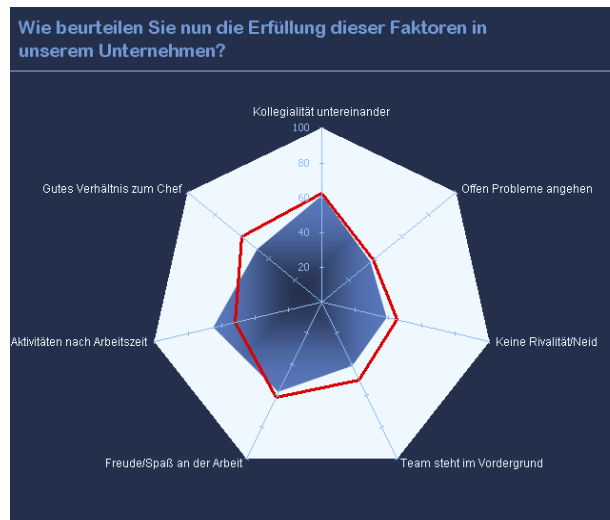 Wie beurteilen Sie nun die Erfüllung dieser Faktoren in
unserem Unternehmen?
Kollegialität untereinander
100
80
60
40
20
Gutes Verhältnis zum Chef
Offen Probleme angehen
Aktivitäten nach Arbeitszeit
Keine Rivalität/Neid
Freude/Spaß an der Arbeit
Team steht im Vordergrund